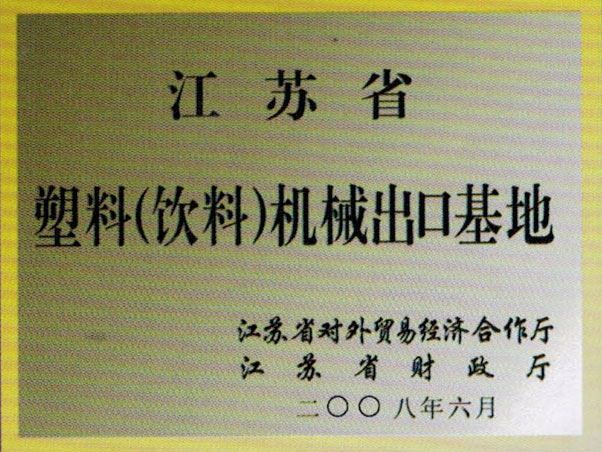 江苏省
塑料(饮料)机械出口基地
江苏省对外贸易经济合作厅
江苏省财政厅
二〇〇八年六月